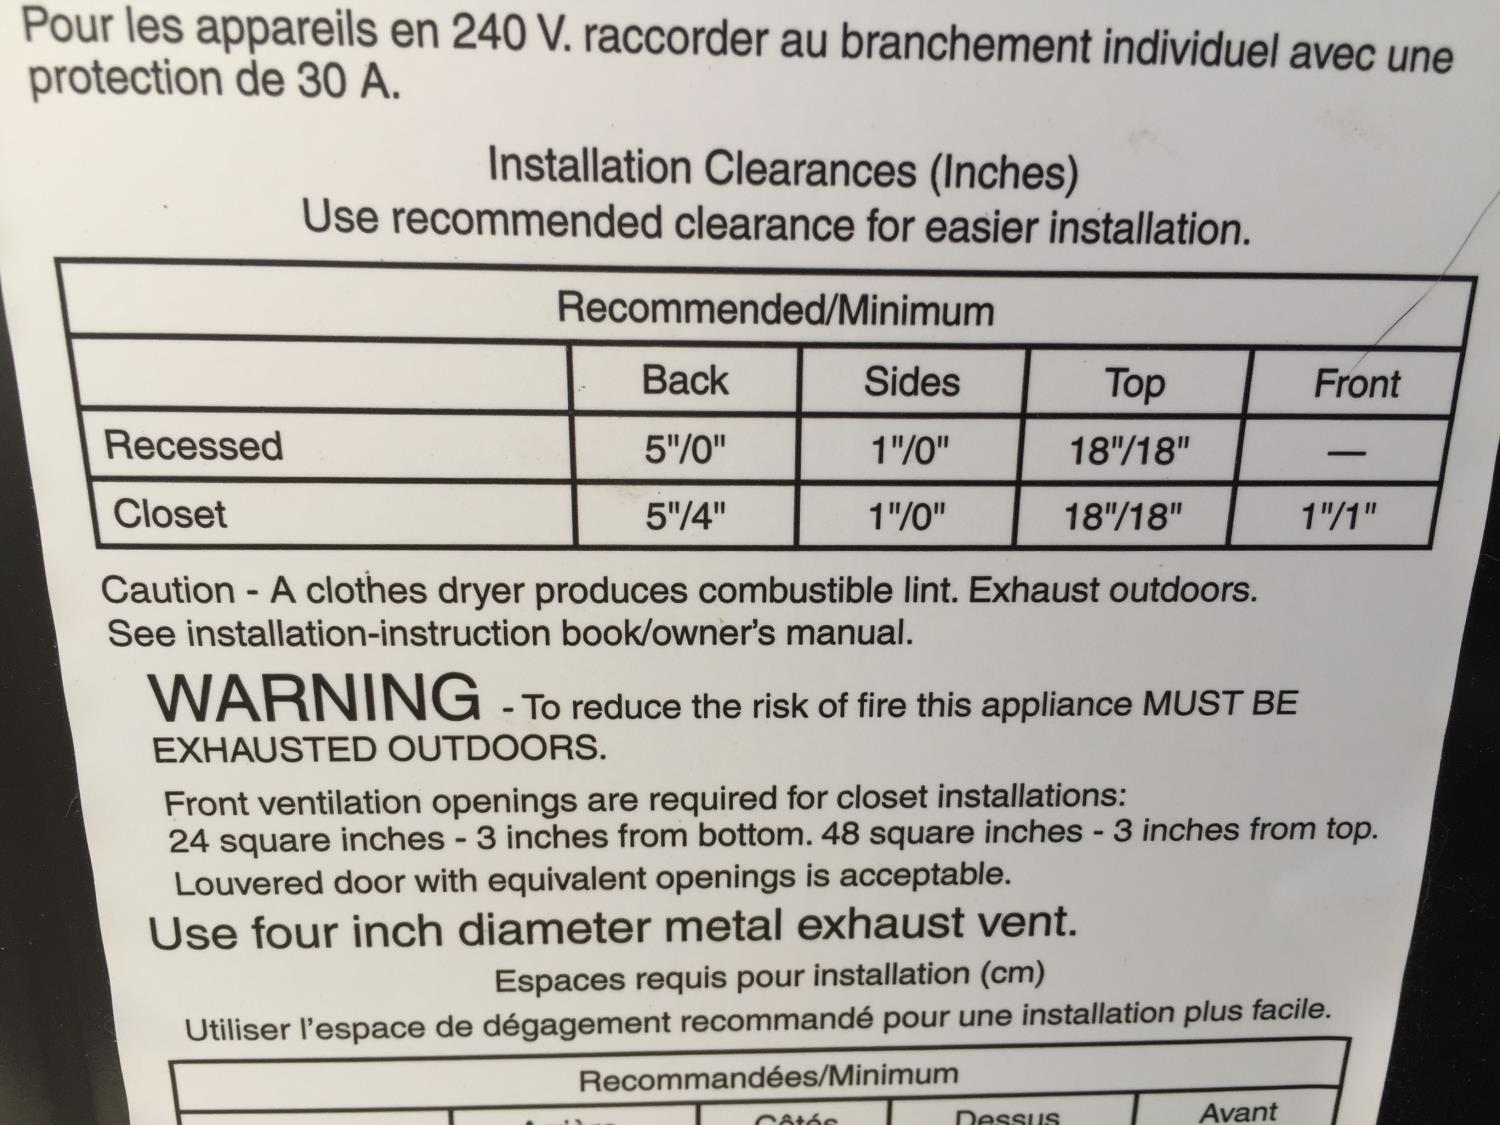 Pour les appareils en 240 V. raccorder au branchement individuel avec une
protection de 30 A.
Installation Clearances (Inches)
Use recommended clearance for easier installation.
Recommended/Minimum
Back Sides Top Front
Recessed 5"/0" 1"/0" 18"/18" —
Closet 5"/4" 1"/0" 18"/18" 1"/1"
Caution - A clothes dryer produces combustible lint. Exhaust outdoors.
See installation-instruction book/owner's manual.
WARNING - To reduce the risk of fire this appliance MUST BE
EXHAUSTED OUTDOORS.
Front ventilation openings are required for closet installations:
24 square inches - 3 inches from bottom. 48 square inches - 3 inches from top.
Louvered door with equivalent openings is acceptable.
Use four inch diameter metal exhaust vent.
Espaces requis pour installation (cm)
Utiliser l'espace de dégagement recommandé pour une installation plus facile.
Recommandées/Minimum
Côtés Dessus Avant